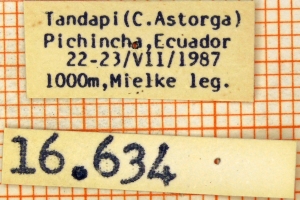 Tandapi(C.Astorga)
Pichincha,Ecuador
22-23/VII/1987
1000m,Mielke leg.
16.634